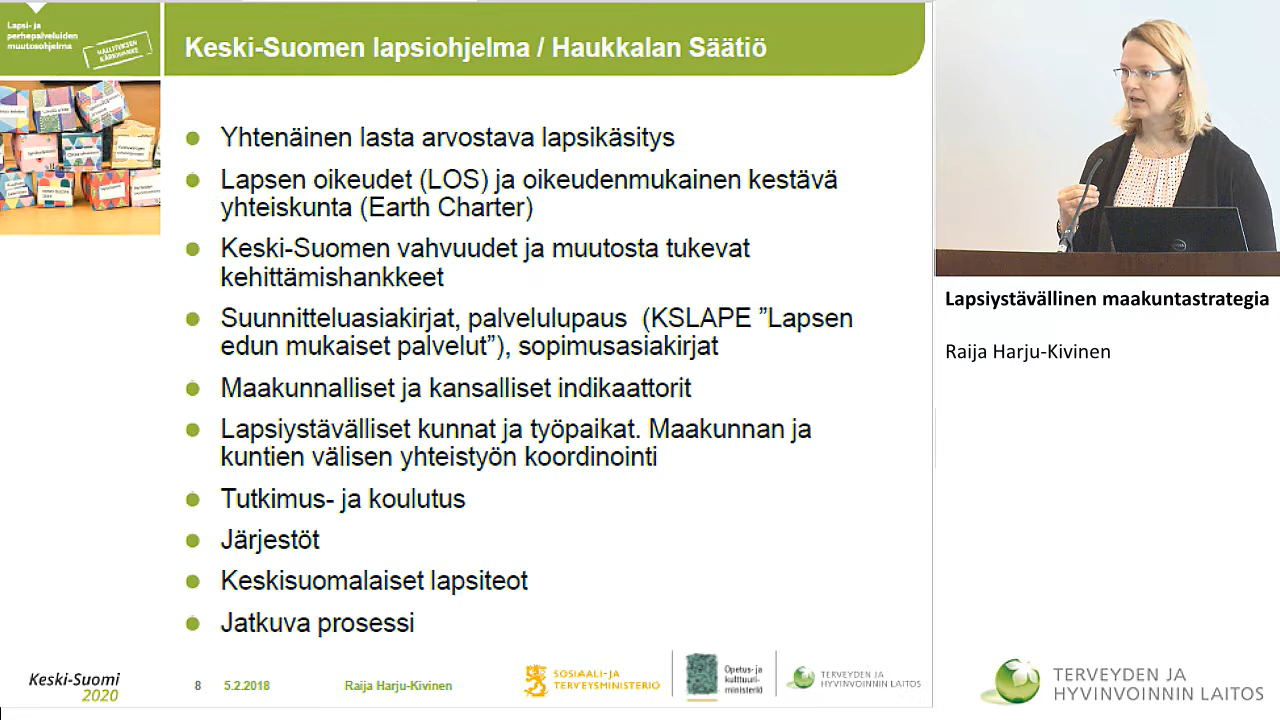 Lapsi- ja
perhepalveluiden
muutosohjelma
HALLITUKSEN
KÄRKIHANKE
Keski-Suomen lapsiohjelma / Haukkalan Säätiö
Yhtenäinen lasta arvostava lapsikäsitys
Lapsen oikeudet (LOS) ja oikeudenmukainen kestävä
yhteiskunta (Earth Charter)
Keski-Suomen vahvuudet ja muutosta tukevat
kehittämishankkeet
Suunnitteluasiakirjat, palvelulupaus (KSLAPE ”Lapsen
edun mukaiset palvelut”), sopimusasiakirjat
Maakunnalliset ja kansalliset indikaattorit
Lapsiystävälliset kunnat ja työpaikat. Maakunnan ja
kuntien välisen yhteistyön koordinointi
Tutkimus- ja koulutus
Järjestöt
Keskisuomalaiset lapsiteot
Jatkuva prosessi
Keski-Suomi
2020
8 5.2.2018 Raija Harju-Kivinen
SOSIAALI- JA
TERVEYSMINISTERIÖ
Opetus- ja
kulttuuri-
ministeriö
TERVEYDEN JA
HYVINVOINNIN LAITOS
Lapsiystävällinen maakuntastrategia
Raija Harju-Kivinen
TERVEYDEN JA
HYVINVOINNIN LAITOS